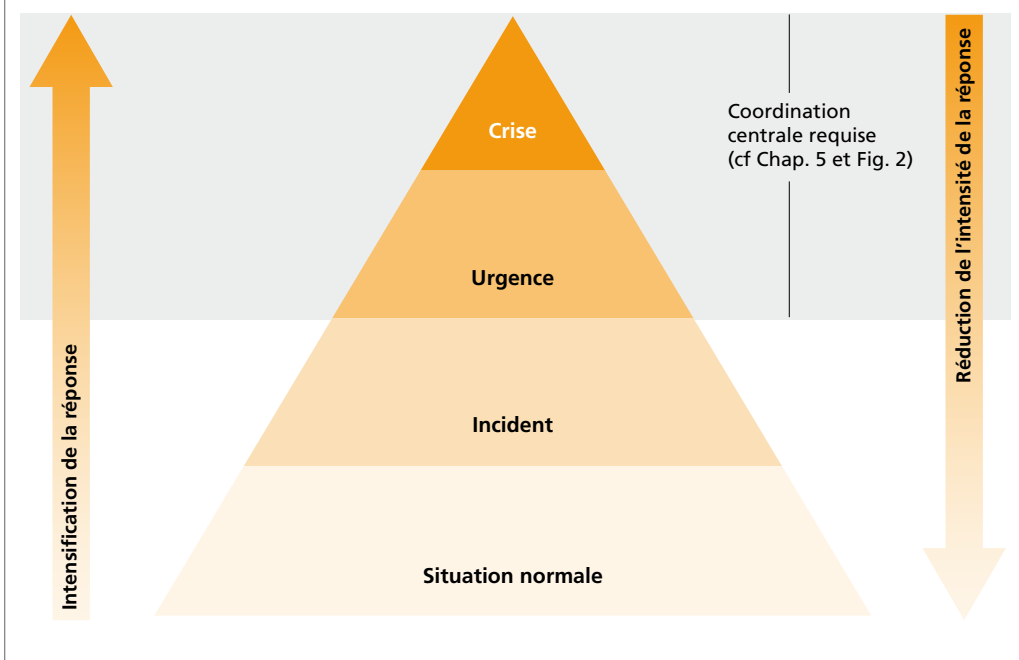 Intensification de la réponse
Crise
Urgence
Incident
Situation normale
Coordination
centrale requise
(cf Chap. 5 et Fig. 2)
Réduction de l'intensité de la réponse